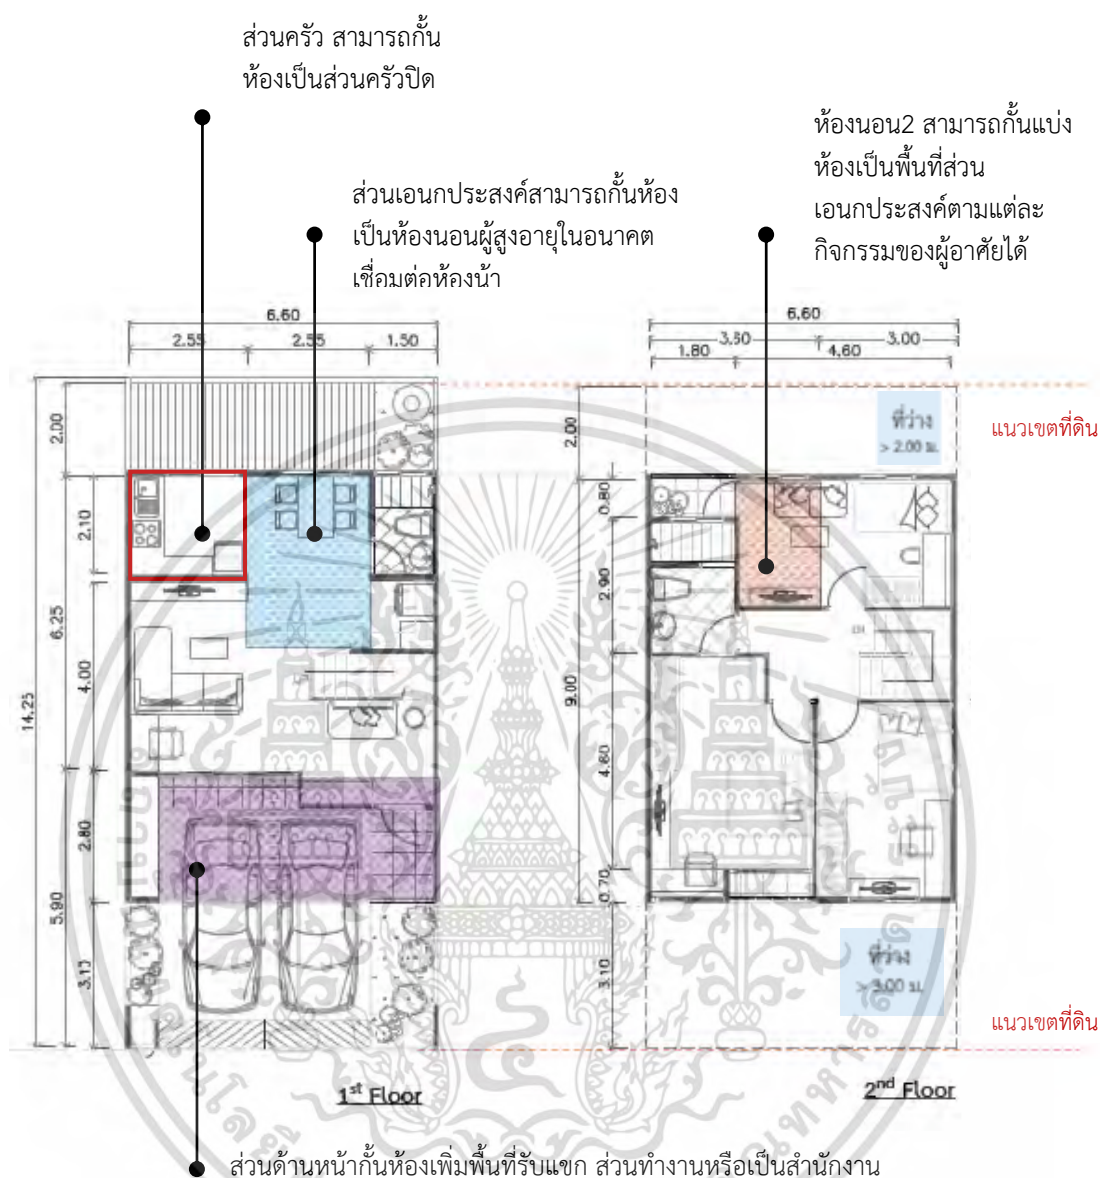 ส่วนครัว สามารถกั้น
ห้องเป็นส่วนครัวปิด
ห้องนอน2 สามารถกั้นแบ่ง
ห้องเป็นพื้นที่ส่วน
เอนกประสงค์ตามแต่ละ
กิจกรรมของผู้อาศัยได้
ส่วนเอนกประสงค์สามารถกั้นห้อง
เป็นห้องนอนผู้สูงอายุในอนาคต
เชื่อมต่อห้องน้ำ
6.60
2.55 2.55 1.50
2.00
2.10
6.25
4.00
14.25
2.80
5.90
3.10
1st Floor
6.60
3.50 3.00
1.80 4.60
2.00
0.80
2.90
9.00
4.60
0.70
3.10
ที่ว่าง
> 2.00 ม.
แนวเขตที่ดิน
ที่ว่าง
> 3.00 ม.
แนวเขตที่ดิน
2nd Floor
ส่วนด้านหน้ากั้นห้องเพิ่มพื้นที่รับแขก ส่วนทำงานหรือเป็นสำนักงาน